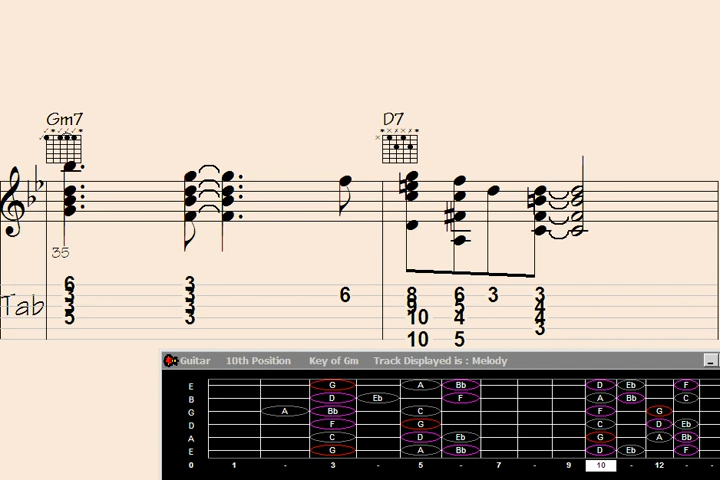 Gm7 D7
35
Tab
6 3 8 6 3 3
3 3 6 9 5 4
3 3 10 4 4
5 3 3
10 5
Guitar 10th Position Key of Gm Track Displayed is : Melody
E G A Bb D Eb F
B D Eb F A Bb C
G A Bb C F G
D F G C D Eb
A C D Eb G A Bb
E G A Bb D Eb F
0 1 - 3 - 5 - 7 - 9 10 - 12 -